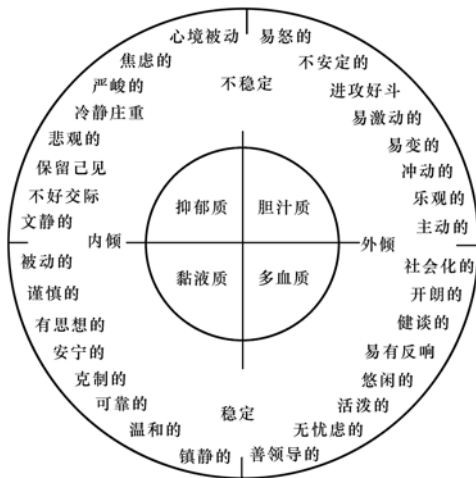 心境被动
易怒的
焦虑的
不安定的
严峻的
不稳定
进攻好斗
冷静庄重
易激动的
悲观的
易变的
保留己见
冲动的
不好交际
抑郁质
胆汁质
乐观的
文静的
主动的
内倾
外倾
被动的
社会化的
谨慎的
黏液质
多血质
开朗的
有思想的
健谈的
安宁的
易有反响
克制的
悠闲的
可靠的
稳定
活泼的
温和的
无忧虑的
镇静的
善领导的